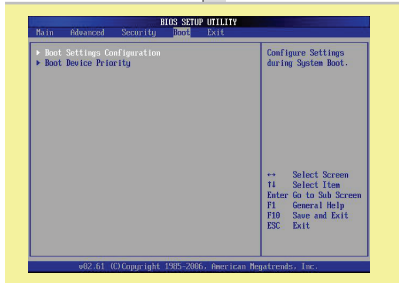 BIOS SETUP UTILITY
Main Advanced Security Boot Exit
▶ Boot Settings Configuration
▶ Boot Device Priority
Configure Settings
during System Boot.
↔ Select Screen
↑↓ Select Item
Enter Go to Sub Screen
F1 General Help
F10 Save and Exit
ESC Exit
v02.61 (C)Copyright 1985-2006, American Megatrends, Inc.